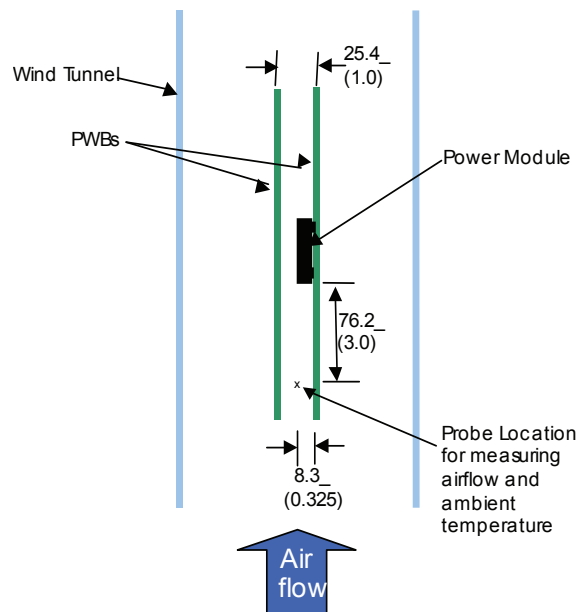 25.4_
(1.0)
Wind Tunnel
PWBs
Power Module
76.2_
(3.0)
x
Probe Location
for measuring
airflow and
ambient
temperature
8.3_
(0.325)
Air
flow